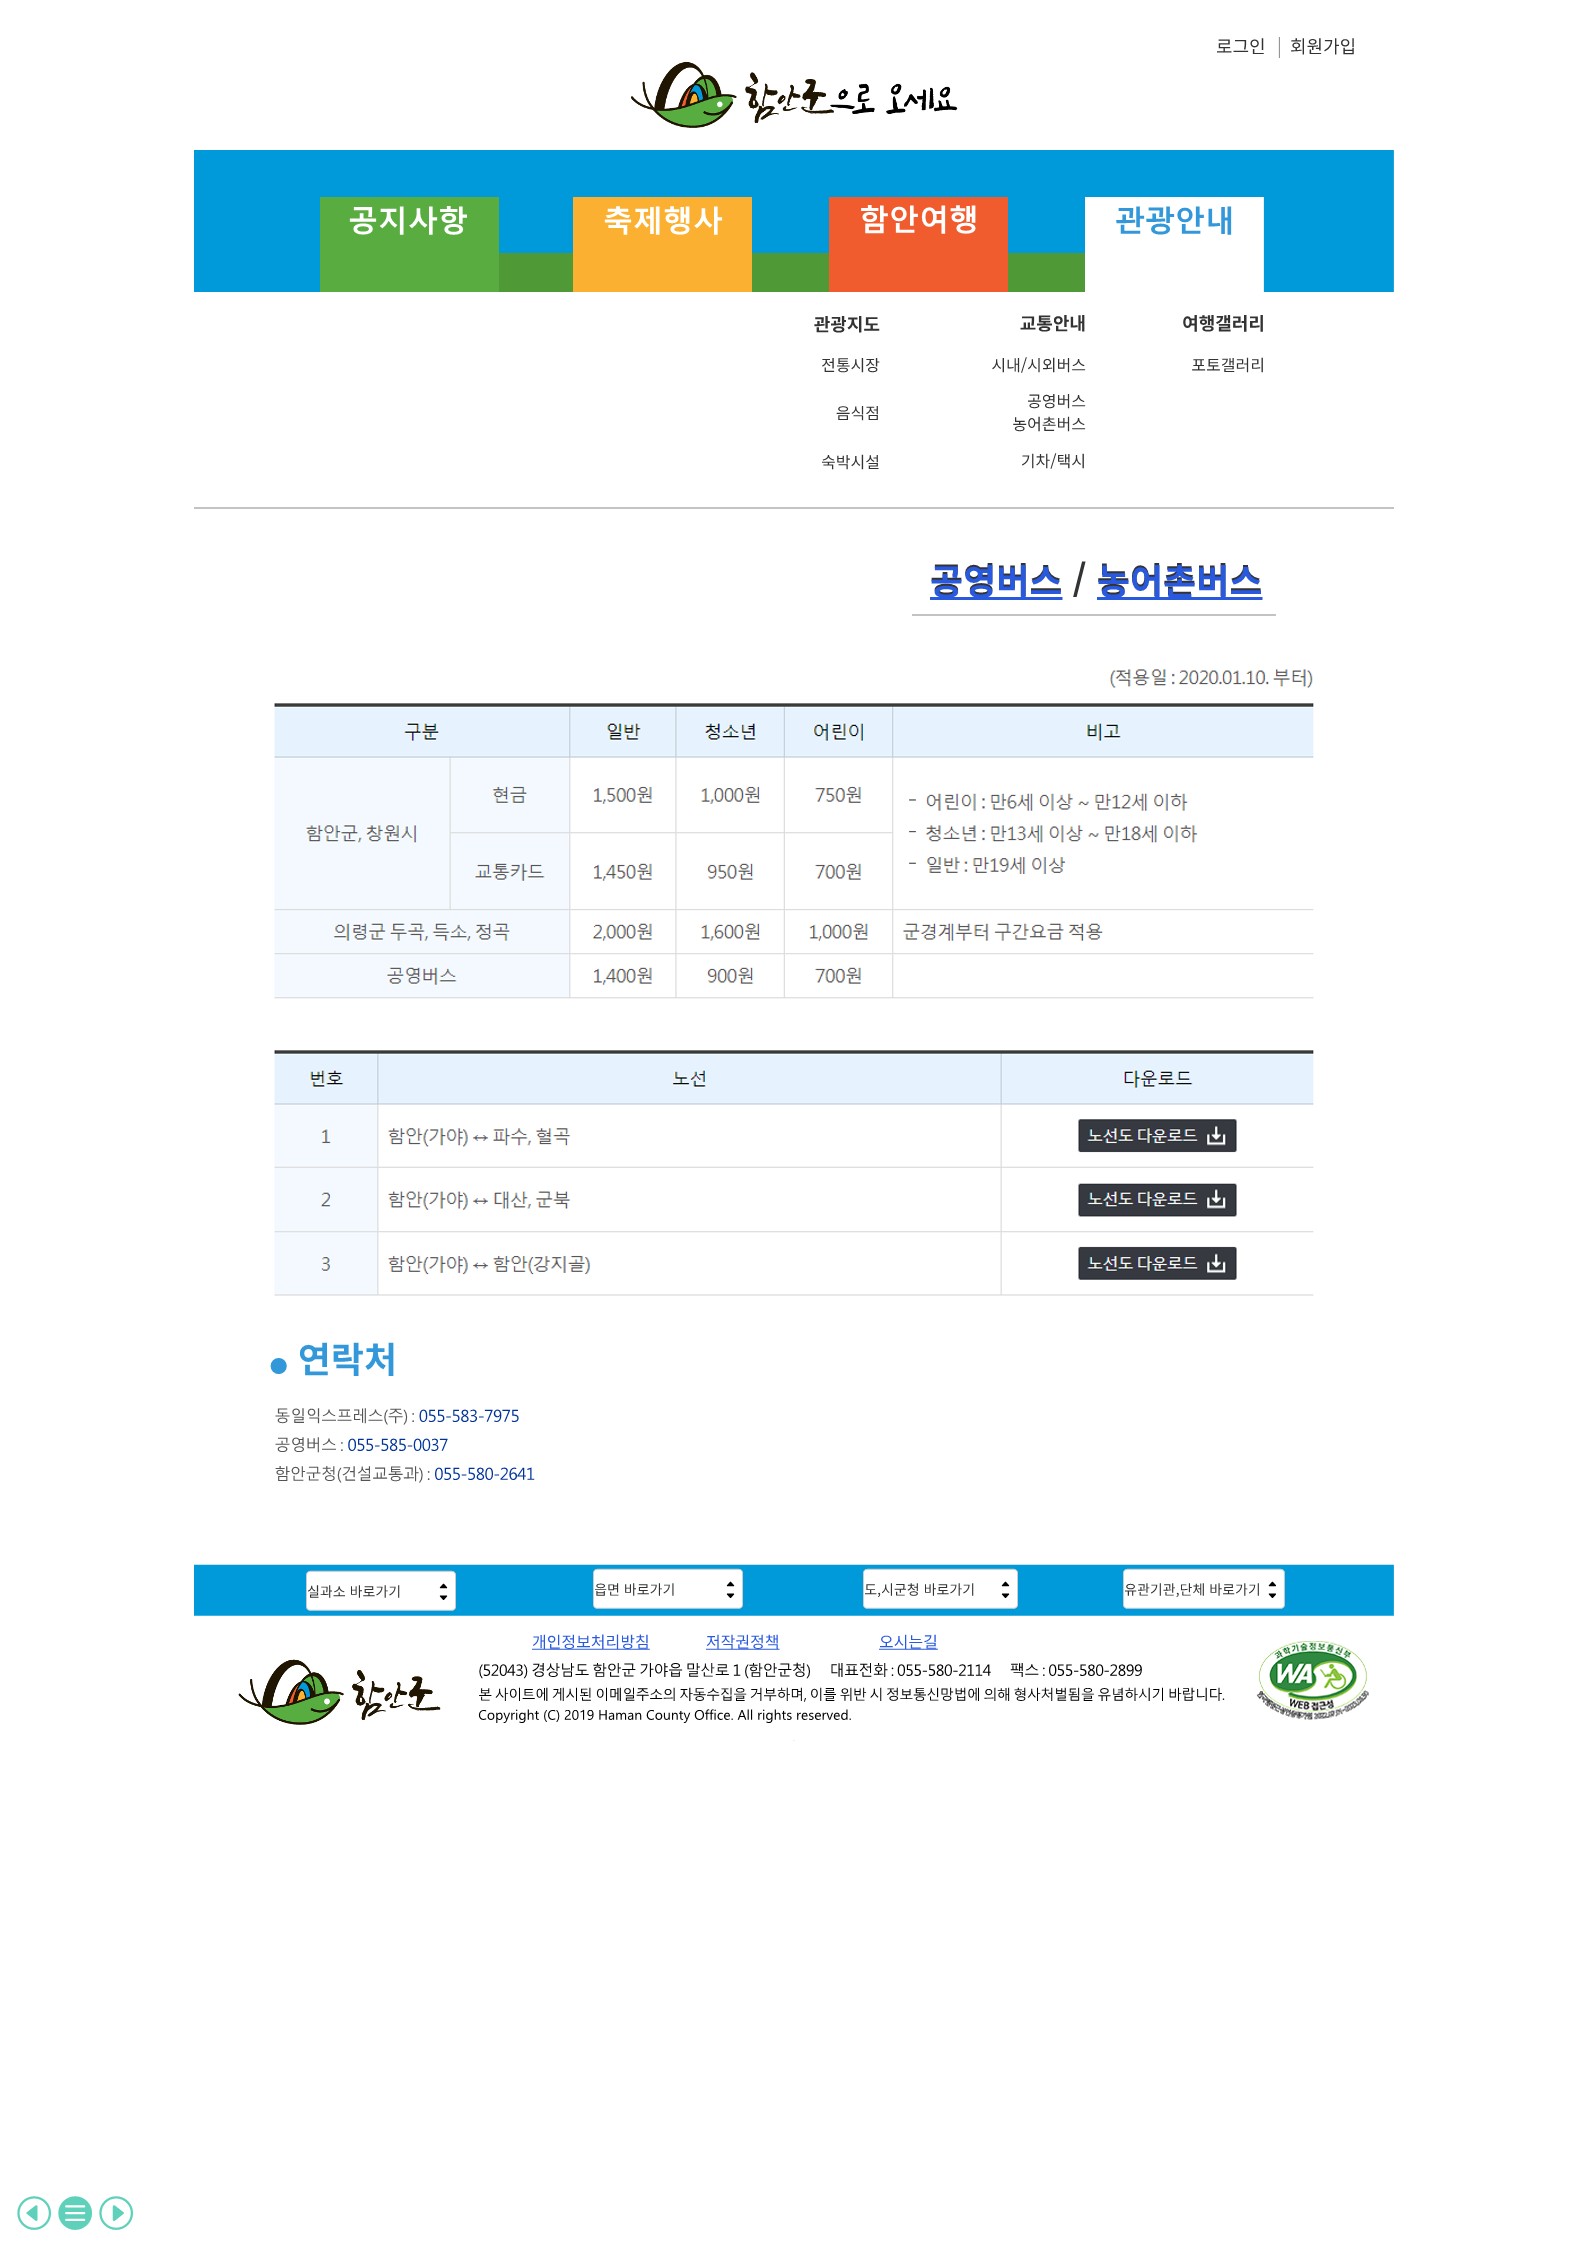 로그인 | 회원가입
함안군으로 오세요
공지사항 축제행사 함안여행 관광안내
관광지도 교통안내 여행갤러리
전통시장 시내/시외버스 포토갤러리
음식점 공영버스
농어촌버스
숙박시설 기차/택시
공영버스 / 농어촌버스
(적용일 : 2020.01.10. 부터)
구분 일반 청소년 어린이 비고
함안군, 창원시 현금 1,500원 1,000원 750원
교통카드 1,450원 950원 700원
- 어린이 : 만6세 이상 ~ 만12세 이하
- 청소년 : 만13세 이상 ~ 만18세 이하
- 일반 : 만19세 이상
의령군 두곡, 득소, 정곡 2,000원 1,600원 1,000원 군경계부터 구간요금 적용
공영버스 1,400원 900원 700원
번호 노선 다운로드
1 함안(가야) ↔ 파수, 혈곡 노선도 다운로드
2 함안(가야) ↔ 대산, 군북 노선도 다운로드
3 함안(가야) ↔ 함안(강지골) 노선도 다운로드
● 연락처
동일익스프레스(주) : 055-583-7975
공영버스 : 055-585-0037
함안군청(건설교통과) : 055-580-2641
실과소 바로가기 읍면 바로가기 도,시군청 바로가기 유관기관,단체 바로가기
개인정보처리방침 저작권정책 오시는길
함안군
(52043) 경상남도 함안군 가야읍 말산로 1 (함안군청) 대표전화 : 055-580-2114 팩스 : 055-580-2899
본 사이트에 게시된 이메일주소의 자동수집을 거부하며, 이를 위반 시 정보통신망법에 의해 형사처벌됨을 유념하시기 바랍니다.
Copyright (C) 2019 Haman County Office. All rights reserved.
과학기술정보통신부
WA
WEB 접근성